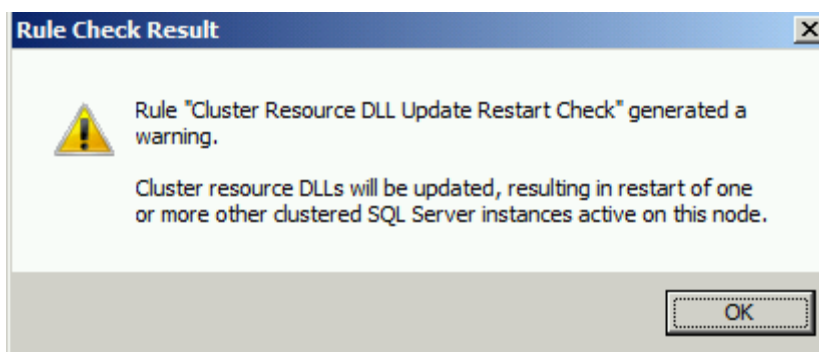 Rule Check Result
Rule "Cluster Resource DLL Update Restart Check" generated a
warning.
Cluster resource DLLs will be updated, resulting in restart of one
or more other clustered SQL Server instances active on this node.
OK